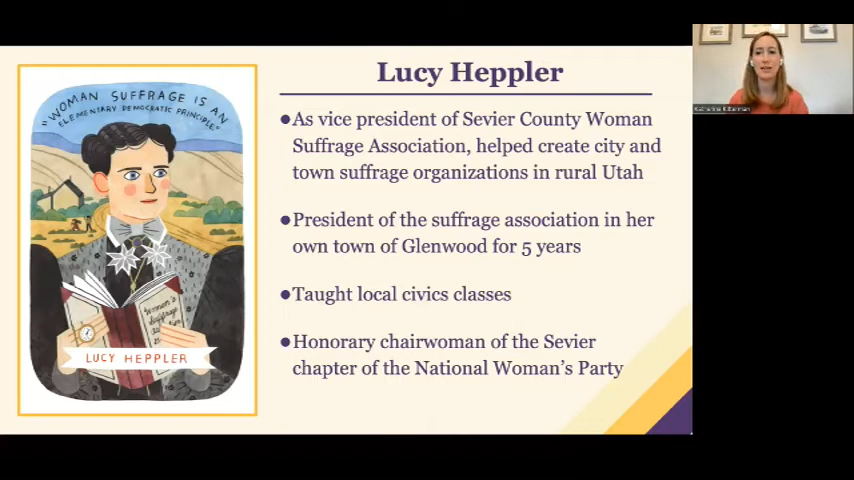 Lucy Heppler
"WOMAN SUFFRAGE IS AN
ELEMENTARY DEMOCRATIC PRINCIPLE"
LUCY HEPPLER
●As vice president of Sevier County Woman
Suffrage Association, helped create city and
town suffrage organizations in rural Utah
●President of the suffrage association in her
own town of Glenwood for 5 years
●Taught local civics classes
●Honorary chairwoman of the Sevier
chapter of the National Woman's Party